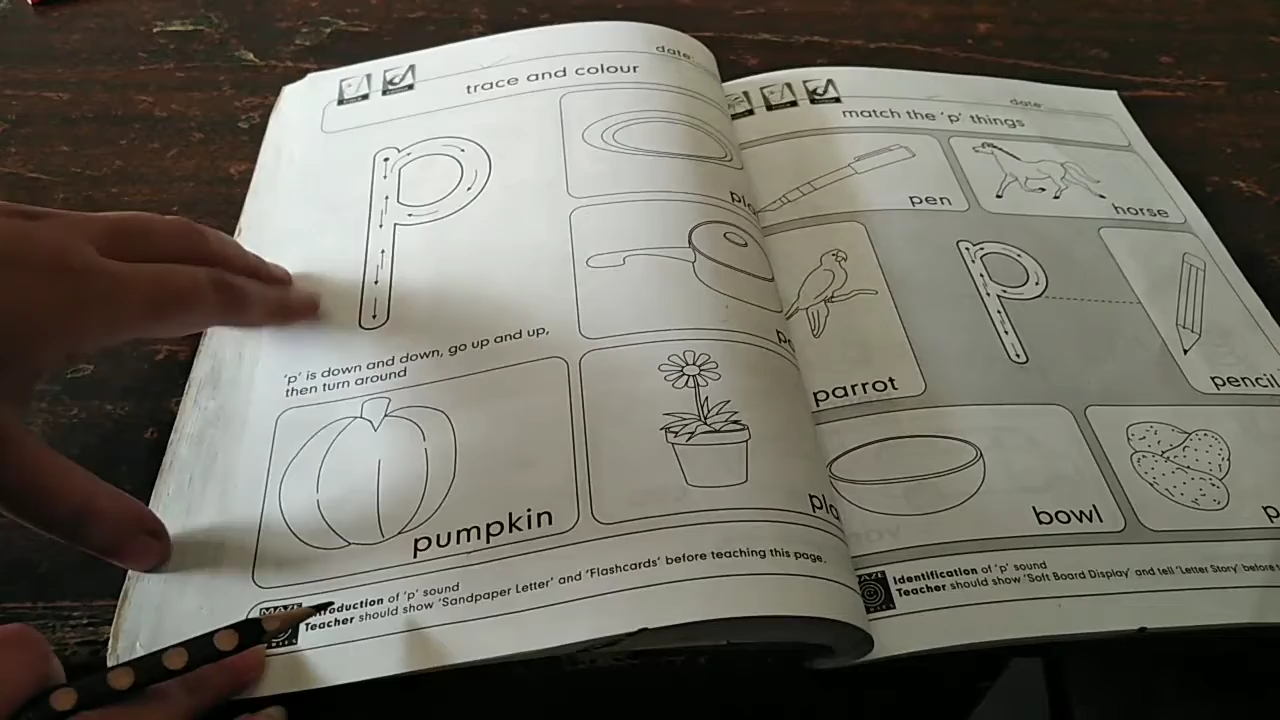 date:
trace and colour
p
'p' is down and down, go up and up,
then turn around
pumpkin
of 'p' sound
Teacher should show 'Sandpaper Letter' and 'Flashcards' before teaching this page.
date:
match the 'p' things
pen
horse
p
parrot
pencil
bowl
Identification of 'p' sound
Teacher should show 'Soft Board Display' and tell 'Letter Story' before